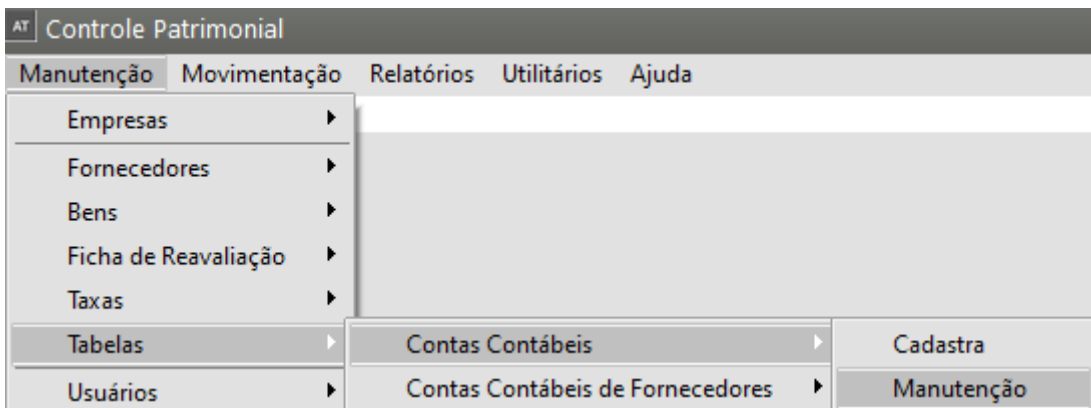 AT Controle Patrimonial
Manutenção Movimentação Relatórios Utilitários Ajuda
Empresas
Fornecedores
Bens
Ficha de Reavaliação
Taxas
Tabelas Contas Contábeis Cadastra
Usuários Contas Contábeis de Fornecedores Manutenção